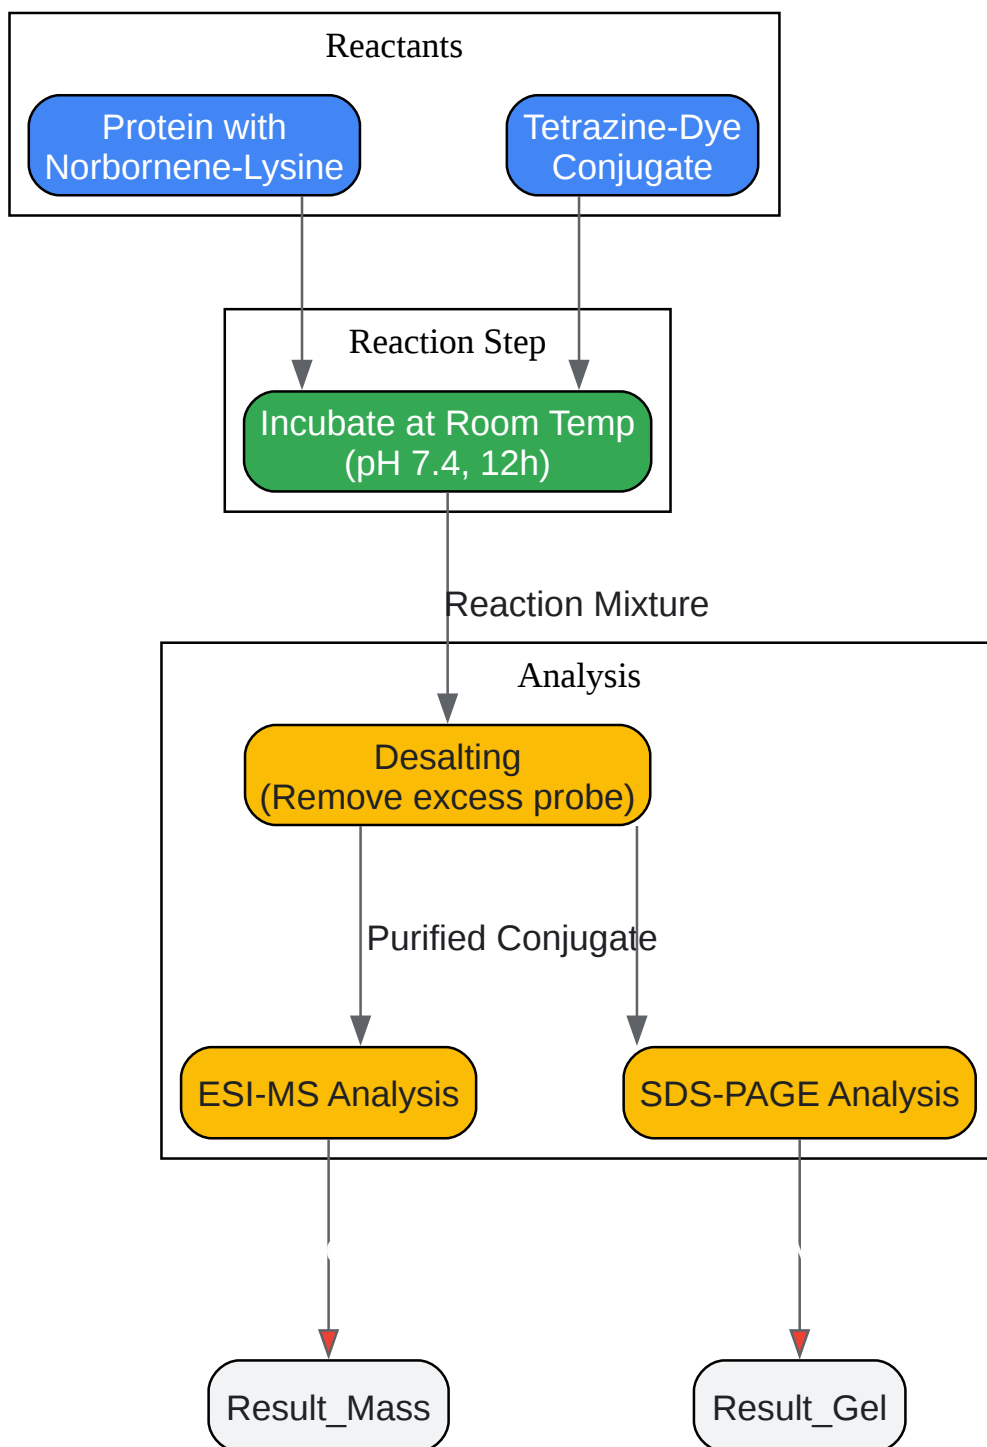 Reactants
Protein with
Norbornene-Lysine
Tetrazine-Dye
Conjugate
Reaction Step
Incubate at Room Temp
(pH 7.4, 12h)
Reaction Mixture
Analysis
Desalting
(Remove excess probe)
Purified Conjugate
ESI-MS Analysis
SDS-PAGE Analysis
Result_Mass
Result_Gel